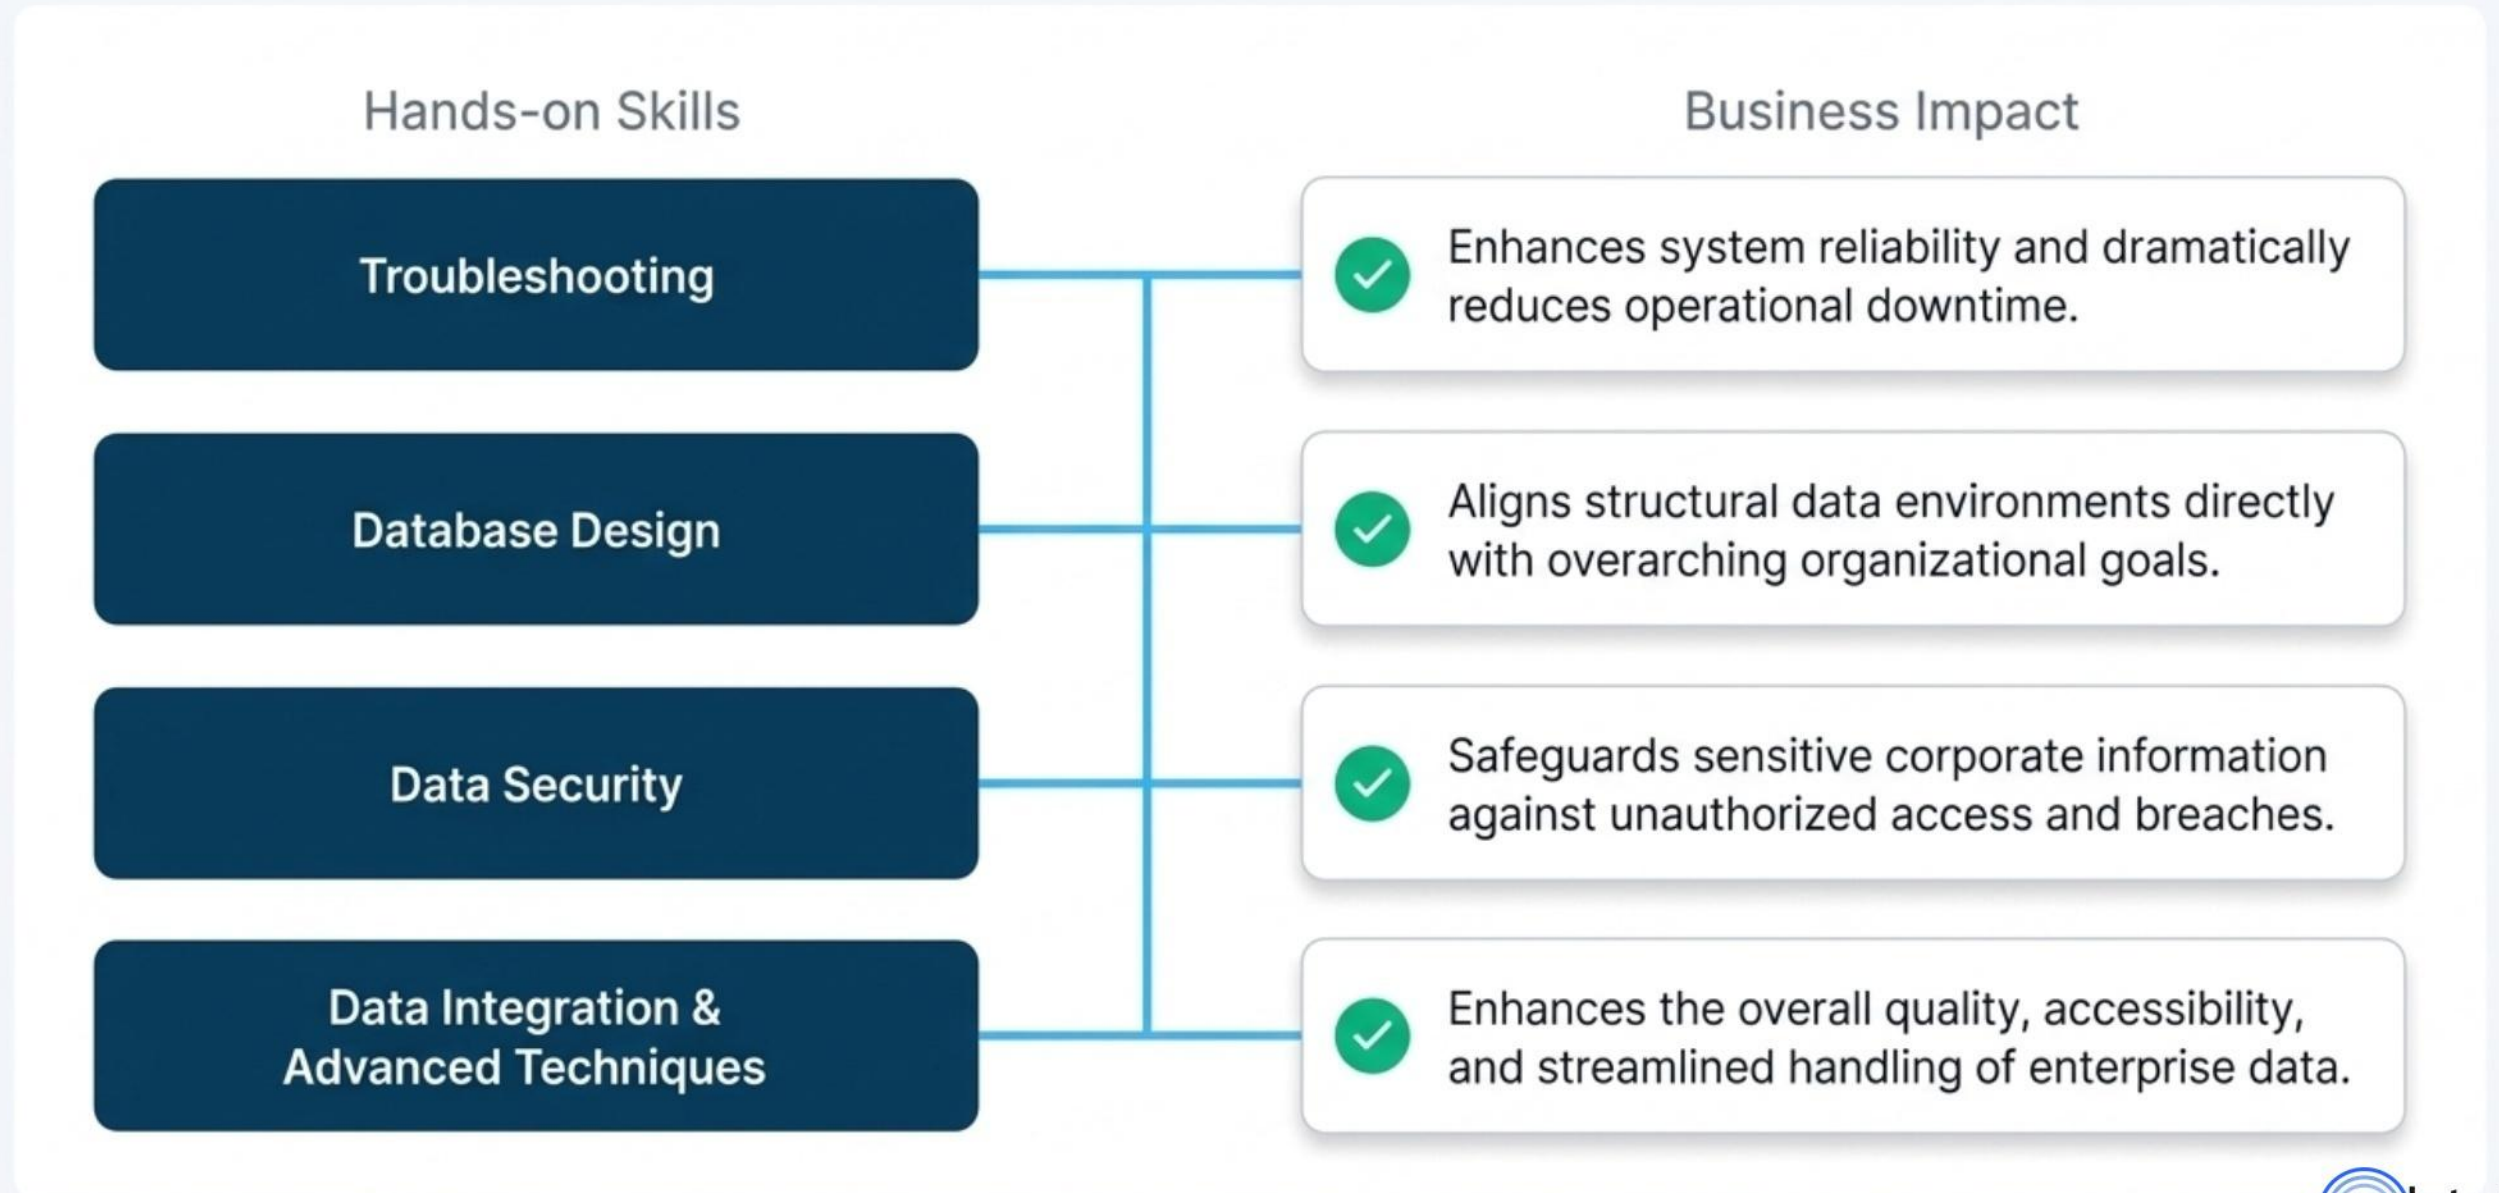 Hands-on Skills
Business Impact
Troubleshooting
Enhances system reliability and dramatically
reduces operational downtime.
Database Design
Aligns structural data environments directly
with overarching organizational goals.
Data Security
Safeguards sensitive corporate information
against unauthorized access and breaches.
Data Integration &
Advanced Techniques
Enhances the overall quality, accessibility,
and streamlined handling of enterprise data.